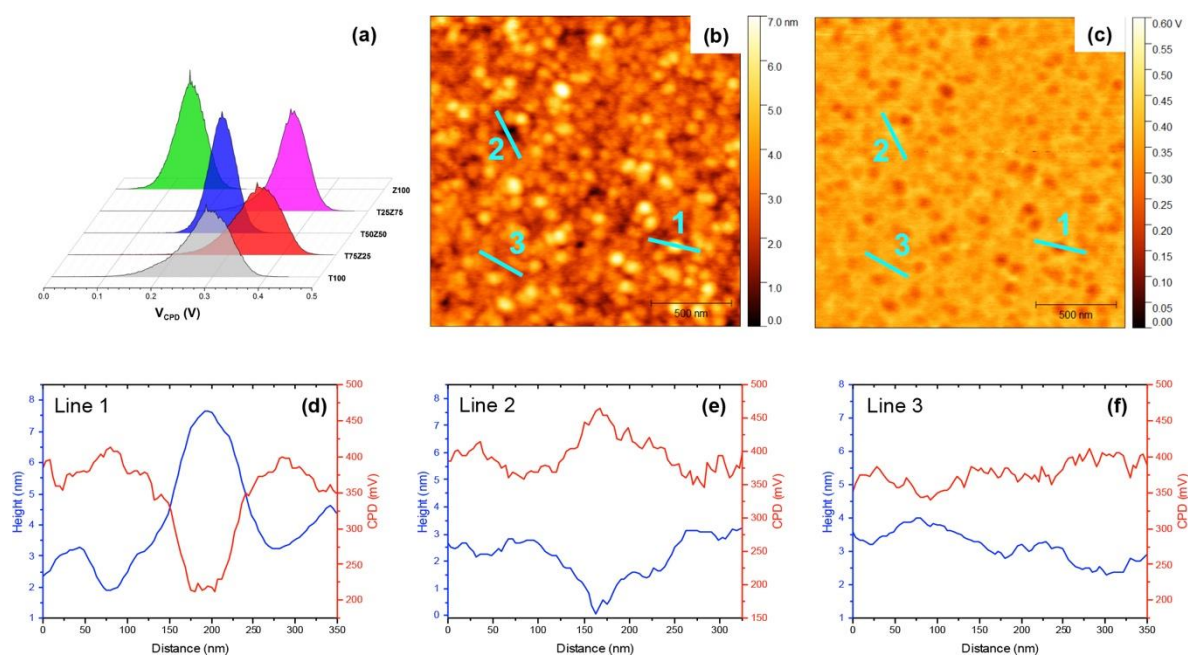 (a)
Z100
T25Z75
T50Z50
T75Z25
T100
0.0 0.1 0.2 0.3 0.4 0.5
V_CPD (V)
(b)
2
1
3
500 nm
7.0 nm
6.0
5.0
4.0
3.0
2.0
1.0
0.0
(c)
2
1
3
500 nm
0.60 V
0.50
0.45
0.40
0.35
0.30
0.25
0.20
0.15
0.10
0.05
0.00
Line 1
(d)
8
7
6
5
4
3
2
1
Height (nm)
500
450
400
350
300
250
200
CPD (mV)
0 50 100 150 200 250 300 350
Distance (nm)
Line 2
(e)
8
7
6
5
4
3
2
1
0
Height (nm)
500
450
400
350
300
250
200
150
CPD (mV)
0 50 100 150 200 250 300
Distance (nm)
Line 3
(f)
8
7
6
5
4
3
2
1
Height (nm)
500
450
400
350
300
250
200
CPD (mV)
0 50 100 150 200 250 300 350
Distance (nm)